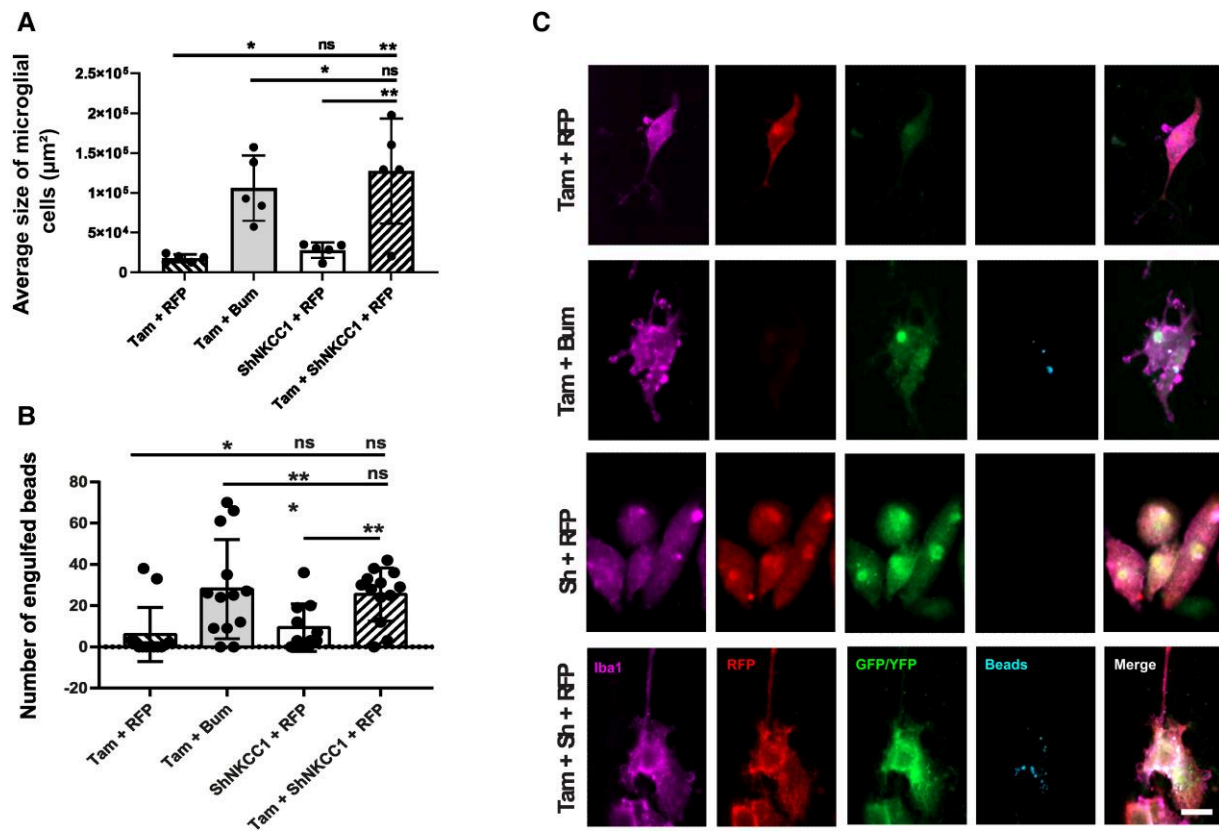 A
* ns **
* ns
**
2.5×10⁵
2.0×10⁵
1.5×10⁵
1.0×10⁵
5×10⁴
0
Average size of microglial
cells (µm²)
Tam + RFP
Tam + Bum
ShNKCC1 + RFP
Tam + ShNKCC1 + RFP
B
* ns ns
** ns
* **
80
60
40
20
0
-20
Number of engulfed beads
Tam + RFP
Tam + Bum
ShNKCC1 + RFP
Tam + ShNKCC1 + RFP
C
Tam + RFP
Tam + Bum
Sh + RFP
Tam + Sh + RFP
Iba1 RFP GFP/YFP Beads Merge